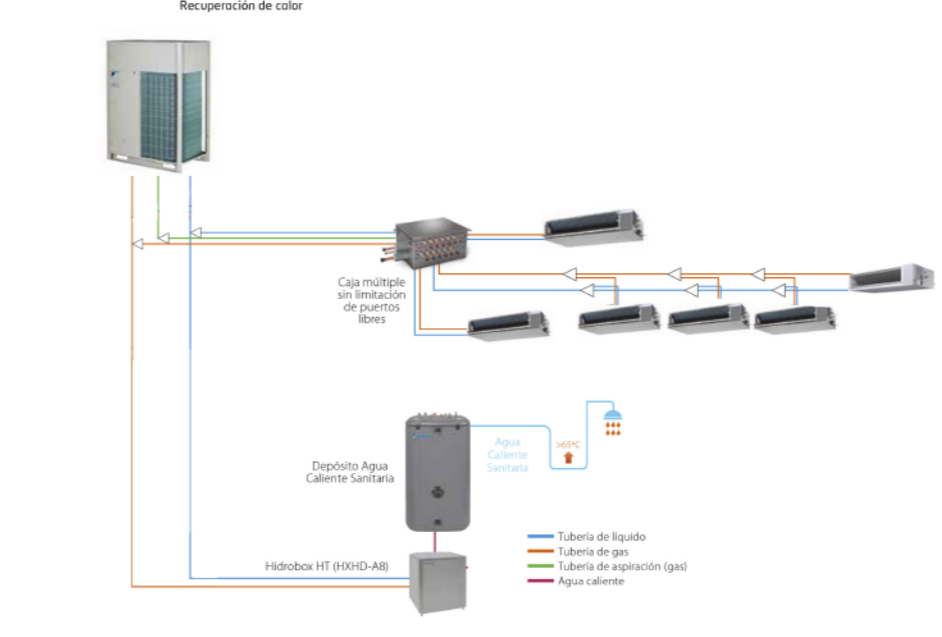 Recuperación de calor
Caja múltiple
sin limitación
de puertos
libres
Depósito Agua
Caliente Sanitaria
Agua
Caliente
Sanitaria
>65ºC
Hidrobox HT (HXHD-A8)
Tubería de líquido
Tubería de gas
Tubería de aspiración (gas)
Agua caliente